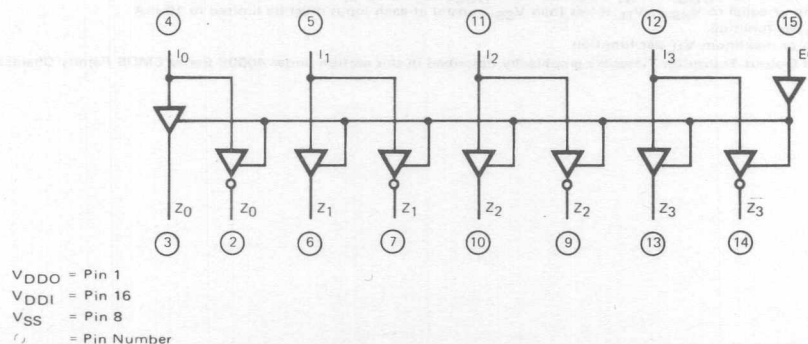 4 5 11 12 15
I0 I1 I2 I3 E
Z0 Z0 Z1 Z1 Z2 Z2 Z3 Z3
3 2 6 7 10 9 13 14
VDDO = Pin 1
VDDI = Pin 16
VSS = Pin 8
= Pin Number